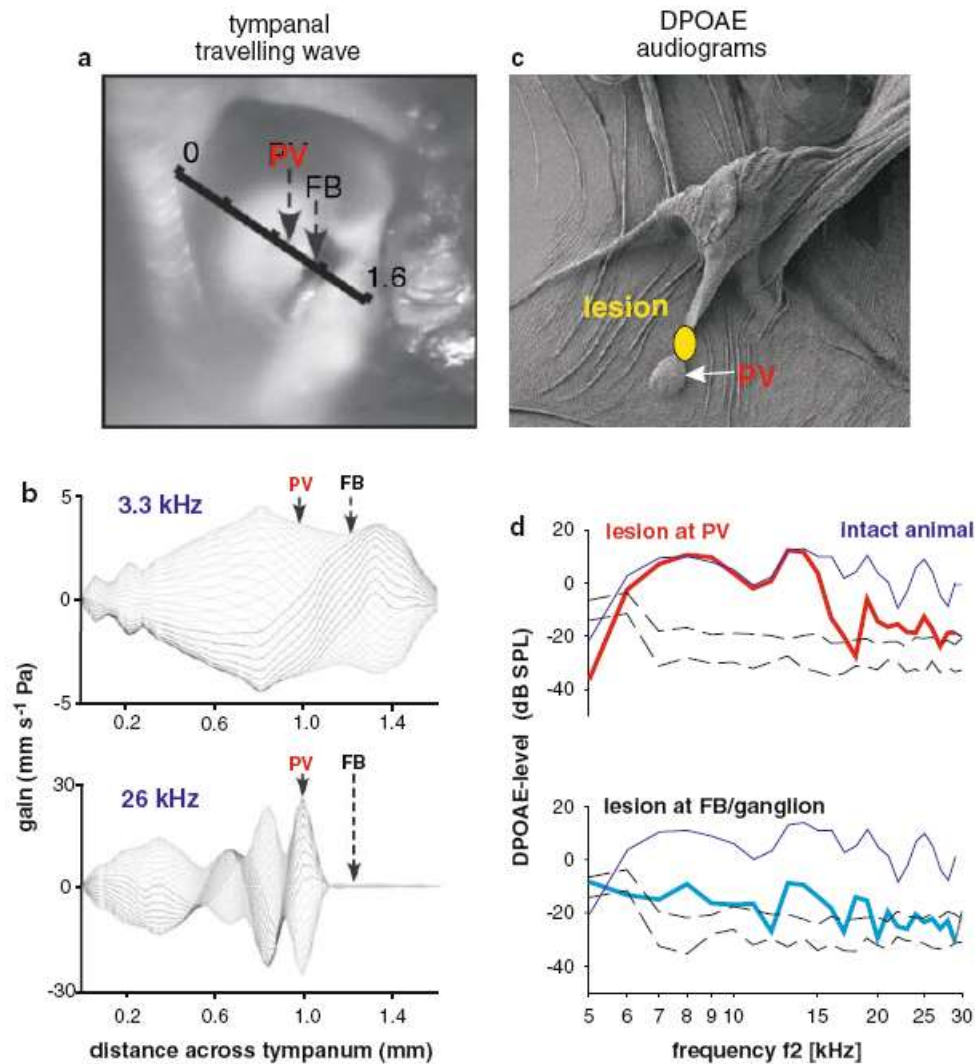 tympanal
travelling wave
a
0
PV
FB
1.6
DPOAE
audiograms
c
lesion
PV
b
3.3 kHz
PV
FB
5
0
-5
0.2
0.6
1.0
1.4
26 kHz
PV
FB
30
0
-30
0.2
0.6
1.0
1.4
gain (mm s⁻¹ Pa)
distance across tympanum (mm)
d
lesion at PV
intact animal
20
0
-20
-40
lesion at FB/ganglion
20
0
-20
-40
5
6
7
8
9
10
15
20
25
30
DPOAE-level (dB SPL)
frequency f2 [kHz]